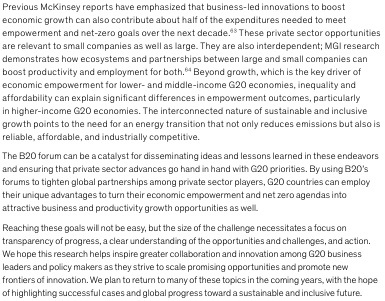 Previous McKinsey reports have emphasized that business-led innovations to boost
economic growth can also contribute about half of the expenditures needed to meet
empowerment and net-zero goals over the next decade.⁶³ These private sector opportunities
are relevant to small companies as well as large. They are also interdependent; MGI research
demonstrates how ecosystems and partnerships between large and small companies can
boost productivity and employment for both.⁶⁴ Beyond growth, which is the key driver of
economic empowerment for lower- and middle-income G20 economies, inequality and
affordability can explain significant differences in empowerment outcomes, particularly
in higher-income G20 economies. The interconnected nature of sustainable and inclusive
growth points to the need for an energy transition that not only reduces emissions but also is
reliable, affordable, and industrially competitive.
The B20 forum can be a catalyst for disseminating ideas and lessons learned in these endeavors
and ensuring that private sector advances go hand in hand with G20 priorities. By using B20's
forums to tighten global partnerships among private sector players, G20 countries can employ
their unique advantages to turn their economic empowerment and net zero agendas into
attractive business and productivity growth opportunities as well.
Reaching these goals will not be easy, but the size of the challenge necessitates a focus on
transparency of progress, a clear understanding of the opportunities and challenges, and action.
We hope this research helps inspire greater collaboration and innovation among G20 business
leaders and policy makers as they strive to scale promising opportunities and promote new
frontiers of innovation. We plan to return to many of these topics in the coming years, with the hope
of highlighting successful cases and global progress toward a sustainable and inclusive future.